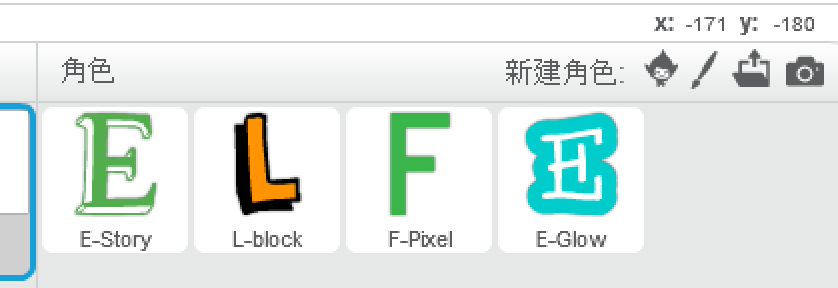 x: -171 y: -180
角色 新建角色:
E L F E
E-Story L-block F-Pixel E-Glow